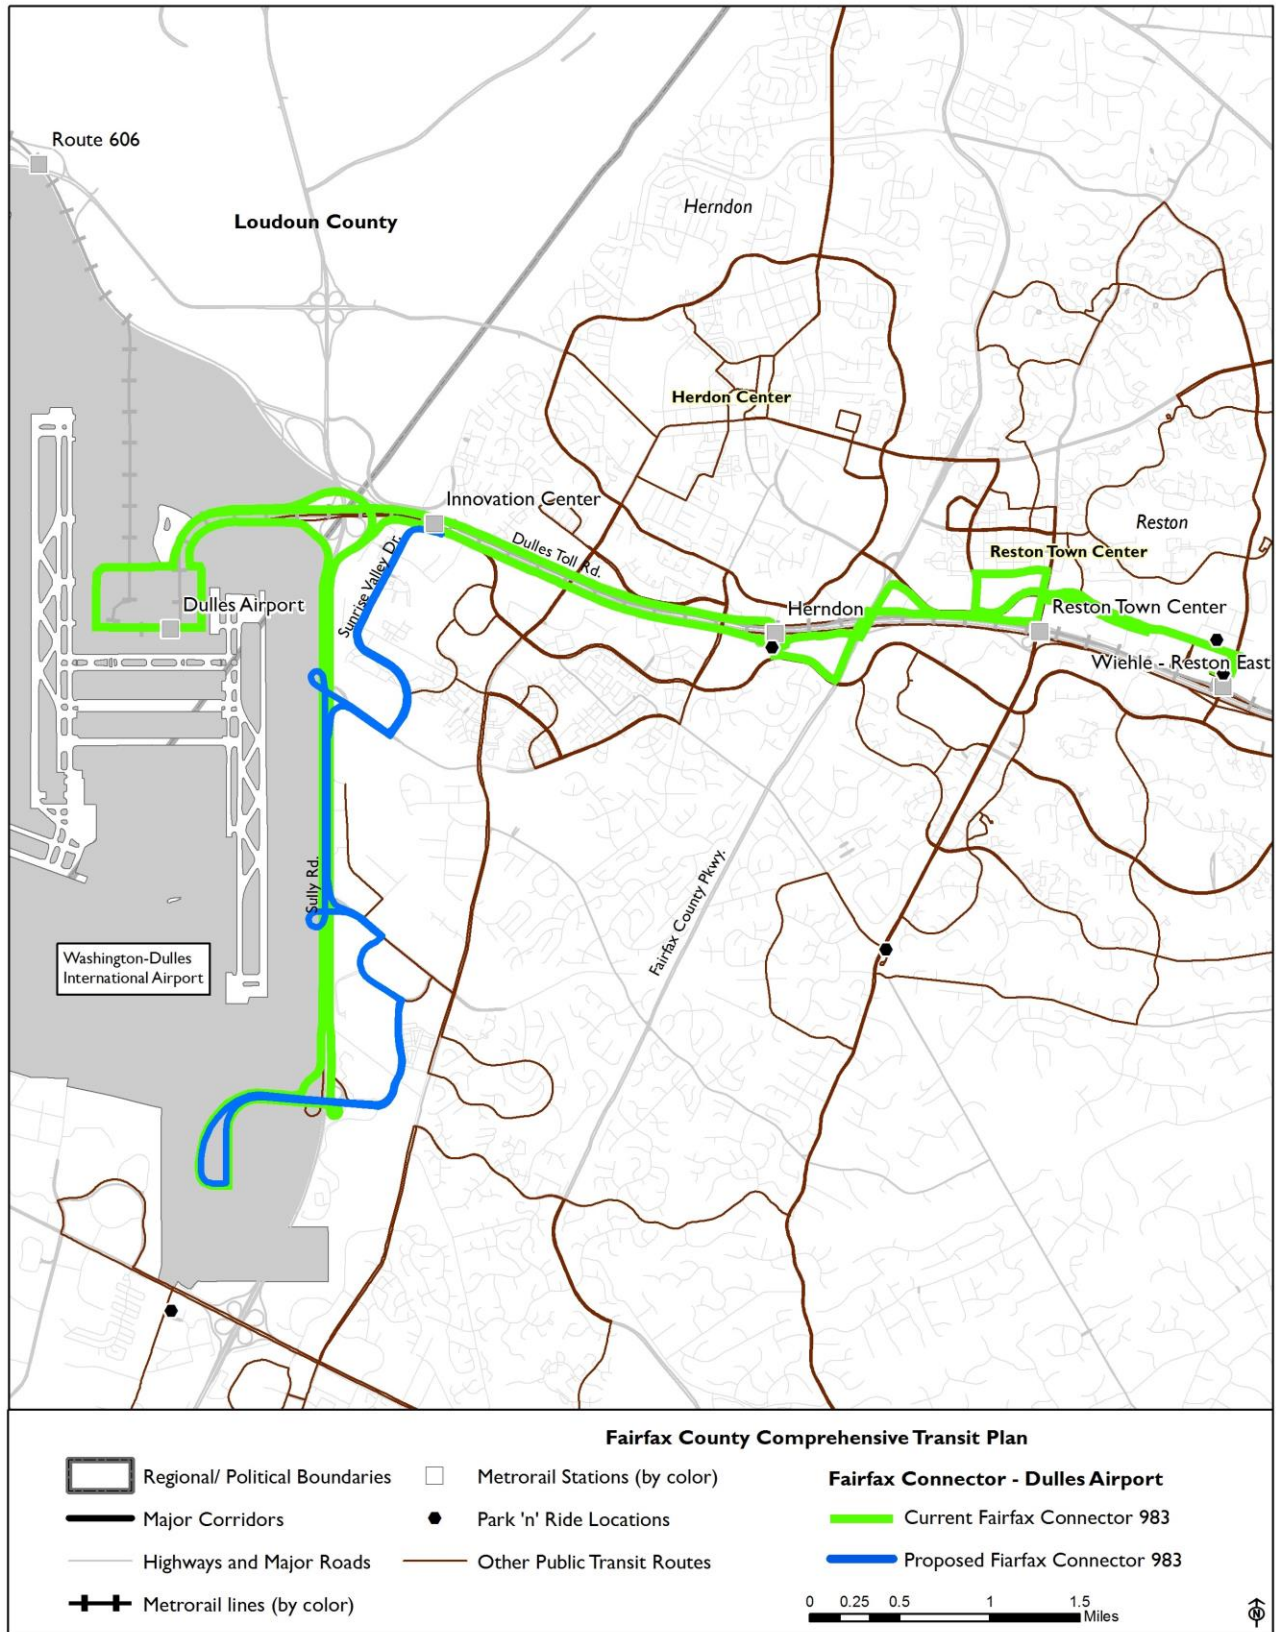 Route 606
Loudoun County
Herndon
Herdon Center
Innovation Center
Dulles Toll Rd.
Sunrise Valley Dr.
Reston
Reston Town Center
Dulles Airport
Herndon
Reston Town Center
Wiehle - Reston East
Sully Rd.
Fairfax County Pkwy.
Washington-Dulles
International Airport
Fairfax County Comprehensive Transit Plan
Regional/ Political Boundaries
Major Corridors
Highways and Major Roads
Metrorail lines (by color)
Metrorail Stations (by color)
Park 'n' Ride Locations
Other Public Transit Routes
Fairfax Connector - Dulles Airport
Current Fairfax Connector 983
Proposed Fiarfax Connector 983
0 0.25 0.5 1 1.5
Miles
N